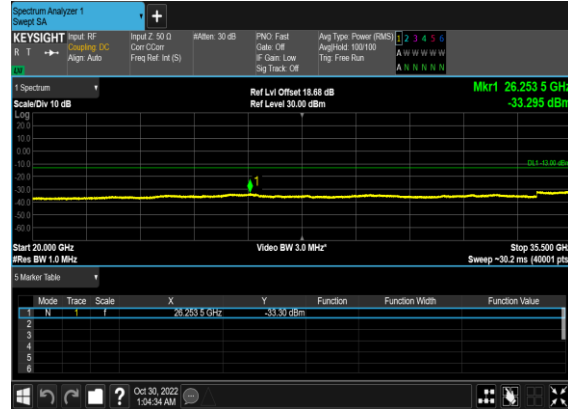 Spectrum Analyzer 1
Swept SA
KEYSIGHT
R T
LM
Input: RF
Coupling: DC
Align: Auto
Input Z: 50 Ω
Corr CCorr
Freq Ref: Int (S)
#Atten: 30 dB
PNO: Fast
Gate: Off
IF Gain: Low
Sig Track: Off
Avg Type: Power (RMS)
Avg|Hold: 100/100
Trig: Free Run
1 2 3 4 5 6
A W W W W W
A N N N N N
1 Spectrum
Scale/Div 10 dB
Ref Lvl Offset 18.68 dB
Ref Level 30.00 dBm
Mkr1 26.253 5 GHz
-33.295 dBm
Log
20.0
10.0
0.00
-10.0
-20.0
-30.0
-40.0
-50.0
-60.0
DL1 -13.00 dBm
1
Start 20.000 GHz
#Res BW 1.0 MHz
Video BW 3.0 MHz*
Stop 35.500 GHz
Sweep ~30.2 ms (40001 pts)
5 Marker Table
Mode Trace Scale X Y Function Function Width Function Value
1 N 1 f 26.253 5 GHz -33.30 dBm
2
3
4
5
6
?
Oct 30, 2022
1:04:34 AM